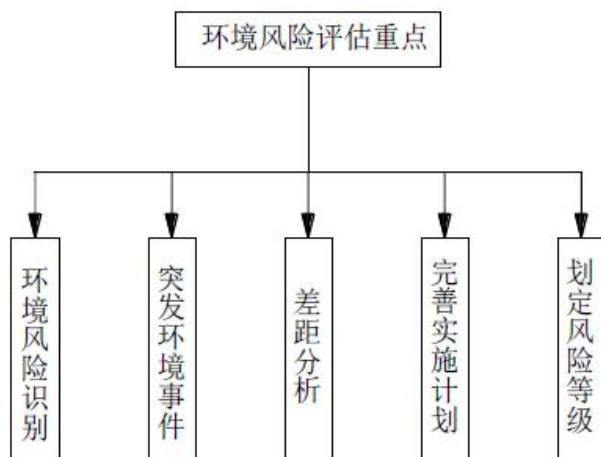 环境风险评估重点
环境风险识别
突发环境事件
差距分析
完善实施计划
划定风险等级